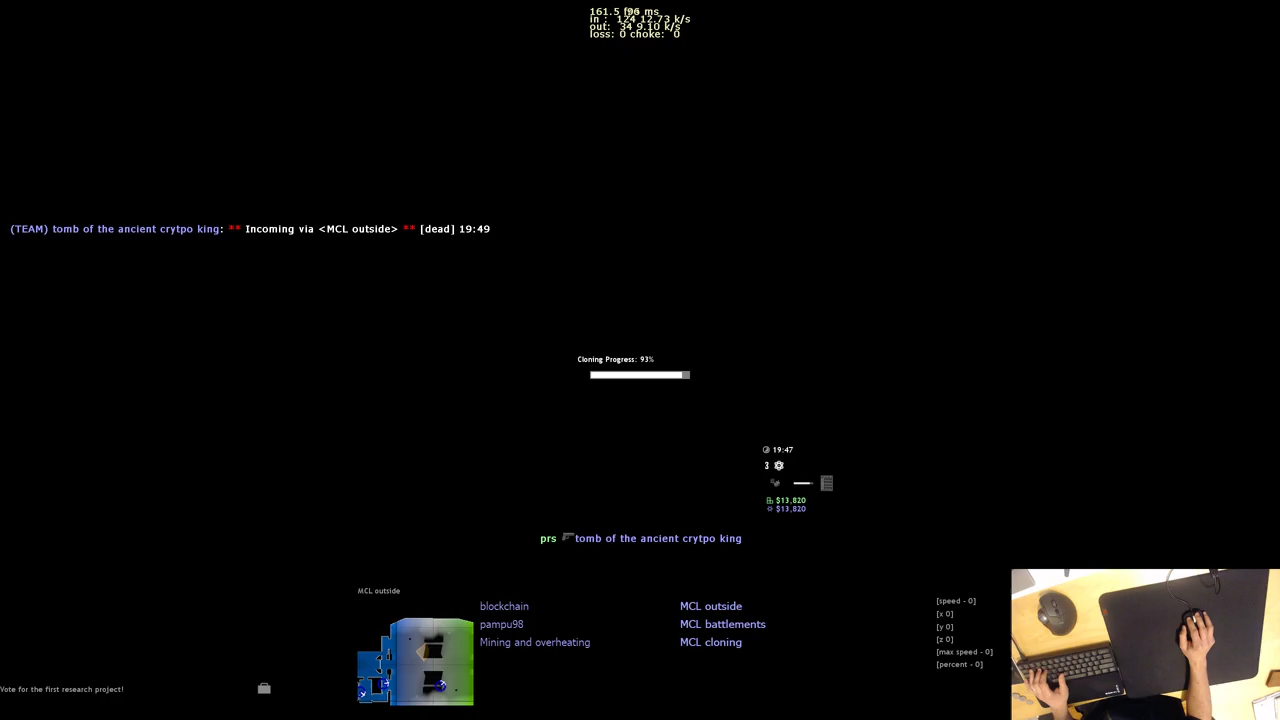 161.5 fps
in : 124 12.73 k/s
out: 34 9.10 k/s
loss: 0 choke: 0
(TEAM) tomb of the ancient crytpo king: ** Incoming via <MCL outside> ** [dead] 19:49
Cloning Progress: 93%
19:47
3
$13,820
$13,820
prs tomb of the ancient crytpo king
MCL outside
blockchain MCL outside
pampu98 MCL battlements
Mining and overheating MCL cloning
[speed - 0]
[x 0]
[y 0]
[z 0]
[max speed - 0]
[percent - 0]
Vote for the first research project!